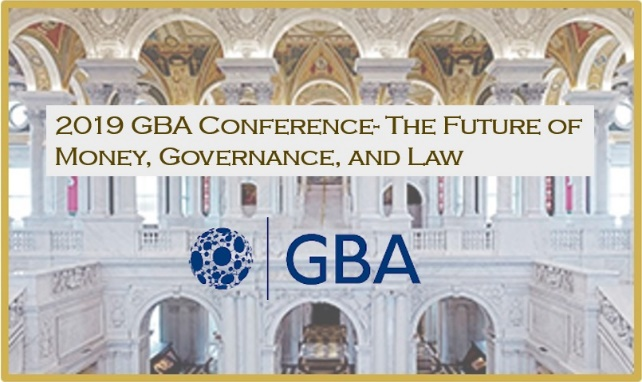 2019 GBA Conference- The Future of
Money, Governance, and Law
GBA